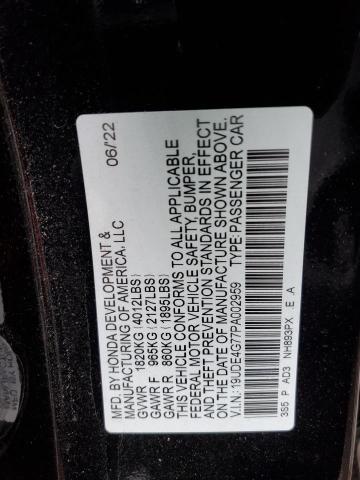 MFD. BY HONDA DEVELOPMENT & 06/22
MANUFACTURING OF AMERICA, LLC
GVWR 1820KG (4012LBS)
GAWR F 965KG (2127LBS)
GAWR R 860KG (1895LBS)
THIS VEHICLE CONFORMS TO ALL APPLICABLE
FEDERAL MOTOR VEHICLE SAFETY, BUMPER,
AND THEFT PREVENTION STANDARDS IN EFFECT
ON THE DATE OF MANUFACTURE SHOWN ABOVE.
V.I.N.: 19UDE4G77PA002959 TYPE:PASSENGER CAR
3S5 P AD3 NH893PX E A